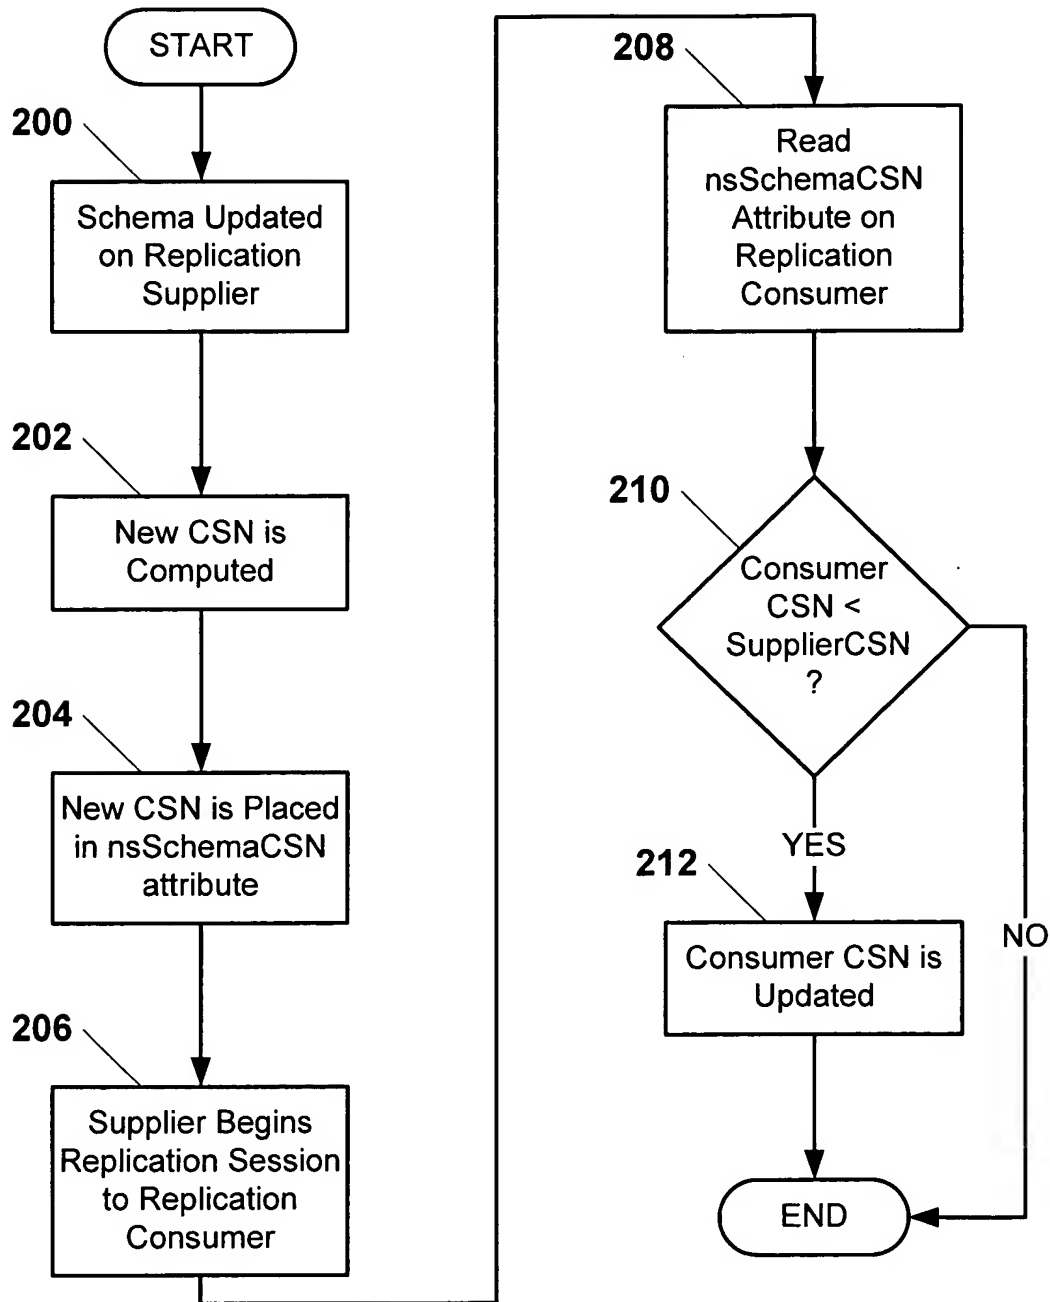 START
200
Schema Updated
on Replication
Supplier
202
New CSN is
Computed
204
New CSN is Placed
in nsSchemaCSN
attribute
206
Supplier Begins
Replication Session
to Replication
Consumer
208
Read
nsSchemaCSN
Attribute on
Replication
Consumer
210
Consumer
CSN <
SupplierCSN
?
YES
NO
212
Consumer CSN is
Updated
END